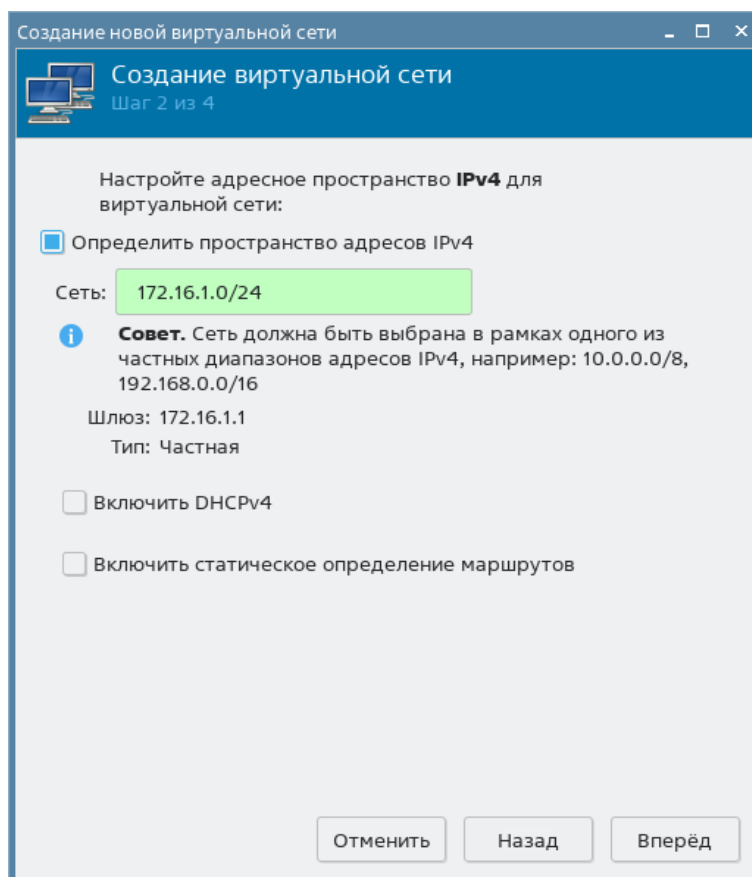 Создание новой виртуальной сети
Создание виртуальной сети
Шаг 2 из 4
Настройте адресное пространство IPv4 для
виртуальной сети:
Определить пространство адресов IPv4
Сеть: 172.16.1.0/24
Совет. Сеть должна быть выбрана в рамках одного из
частных диапазонов адресов IPv4, например: 10.0.0.0/8,
192.168.0.0/16
Шлюз: 172.16.1.1
Тип: Частная
Включить DHCPv4
Включить статическое определение маршрутов
Отменить Назад Вперёд